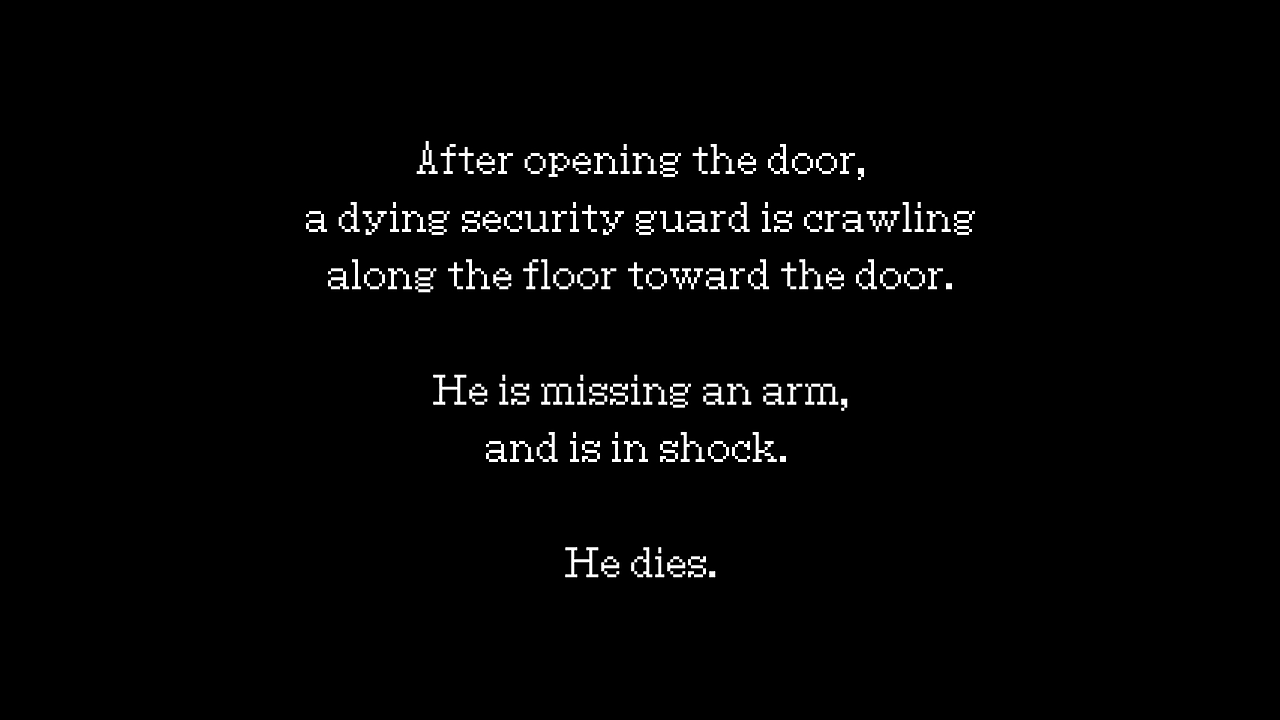 After opening the door,
a dying security guard is crawling
along the floor toward the door.
He is missing an arm,
and is in shock.
He dies.